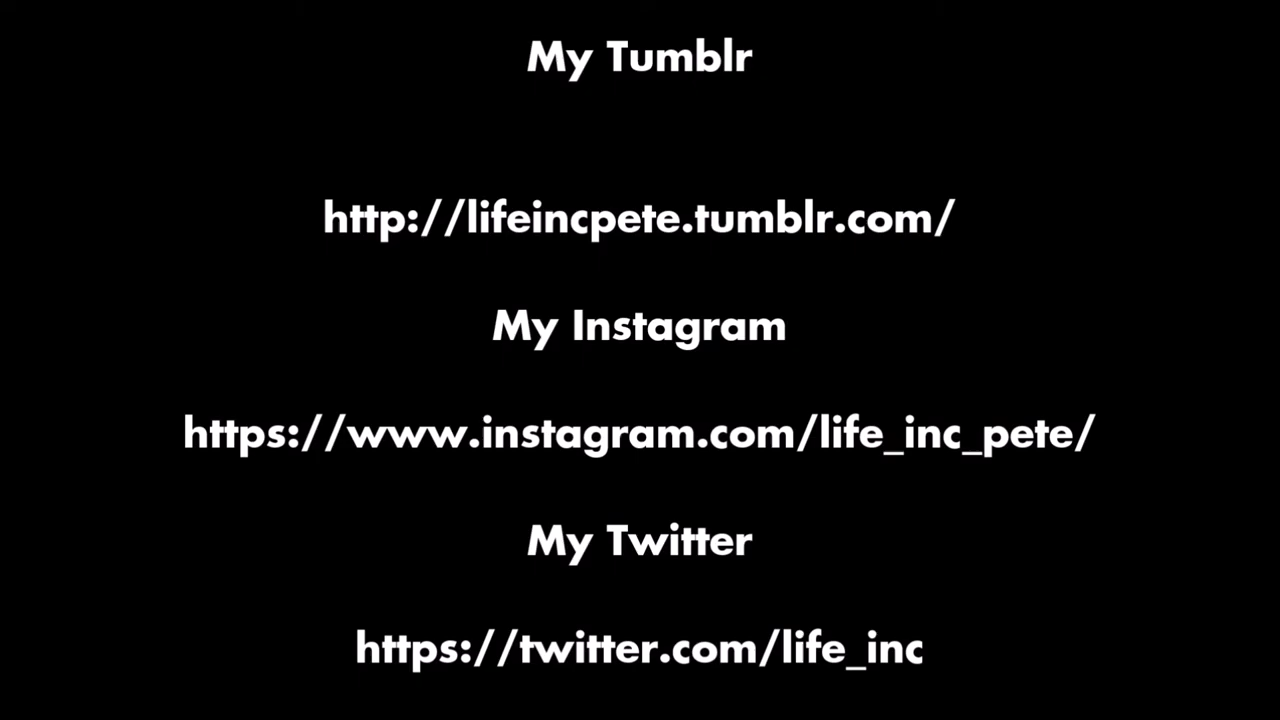 My Tumblr
http://lifeincpete.tumblr.com/
My Instagram
https://www.instagram.com/life_inc_pete/
My Twitter
https://twitter.com/life_inc